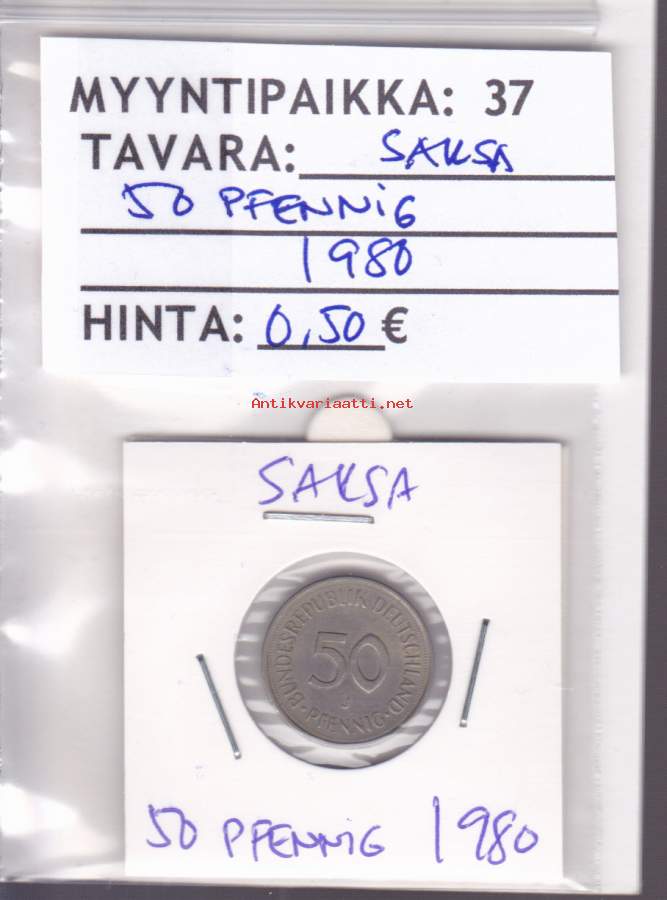 MYYNTIPAIKKA: 37
TAVARA: SAKSA
50 PFENNiG
1980
HINTA: 0,50 €
Antikvariaatti.net
SAKSA
BUNDESREPUBLIK DEUTSCHLAND
50
J
PFENNIG
50 PFENNiG 1980